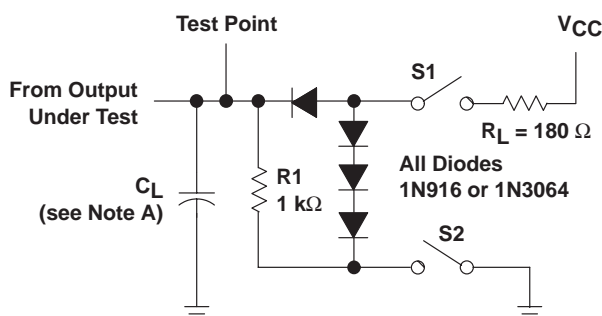 Test Point
VCC
S1
From Output
Under Test
RL = 180 Ω
All Diodes
1N916 or 1N3064
R1
1 kΩ
CL
(see Note A)
S2